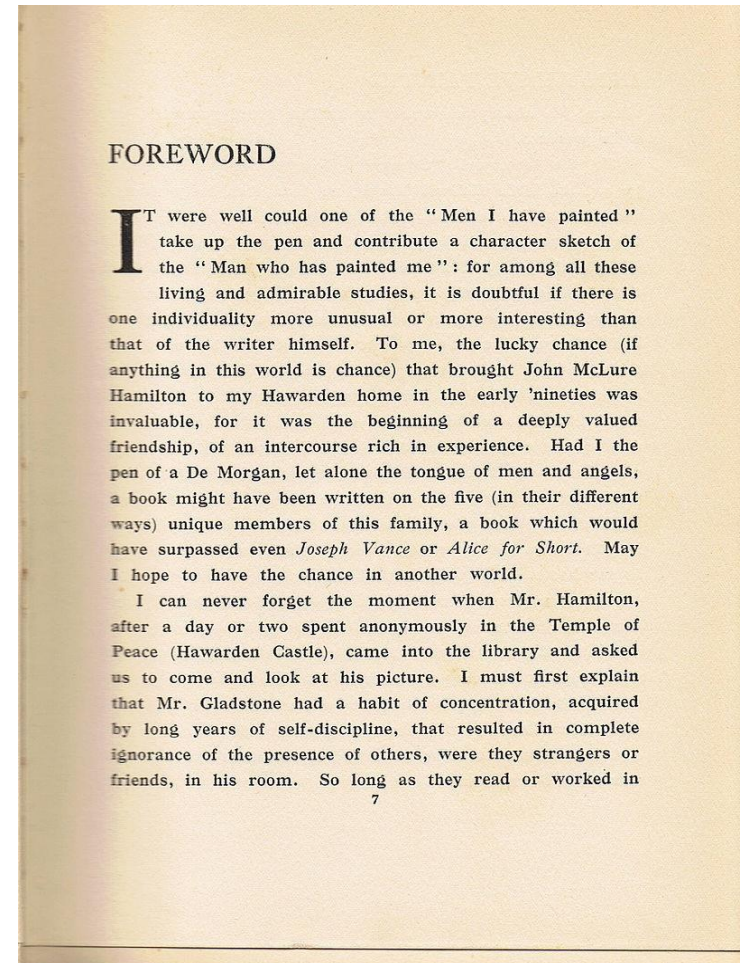 FOREWORD
IT were well could one of the “Men I have painted”
take up the pen and contribute a character sketch of
the “Man who has painted me”: for among all these
living and admirable studies, it is doubtful if there is
one individuality more unusual or more interesting than
that of the writer himself. To me, the lucky chance (if
anything in this world is chance) that brought John McLure
Hamilton to my Hawarden home in the early ’nineties was
invaluable, for it was the beginning of a deeply valued
friendship, of an intercourse rich in experience. Had I the
pen of a De Morgan, let alone the tongue of men and angels,
a book might have been written on the five (in their different
ways) unique members of this family, a book which would
have surpassed even Joseph Vance or Alice for Short. May
I hope to have the chance in another world.
I can never forget the moment when Mr. Hamilton,
after a day or two spent anonymously in the Temple of
Peace (Hawarden Castle), came into the library and asked
us to come and look at his picture. I must first explain
that Mr. Gladstone had a habit of concentration, acquired
by long years of self-discipline, that resulted in complete
ignorance of the presence of others, were they strangers or
friends, in his room. So long as they read or worked in
7